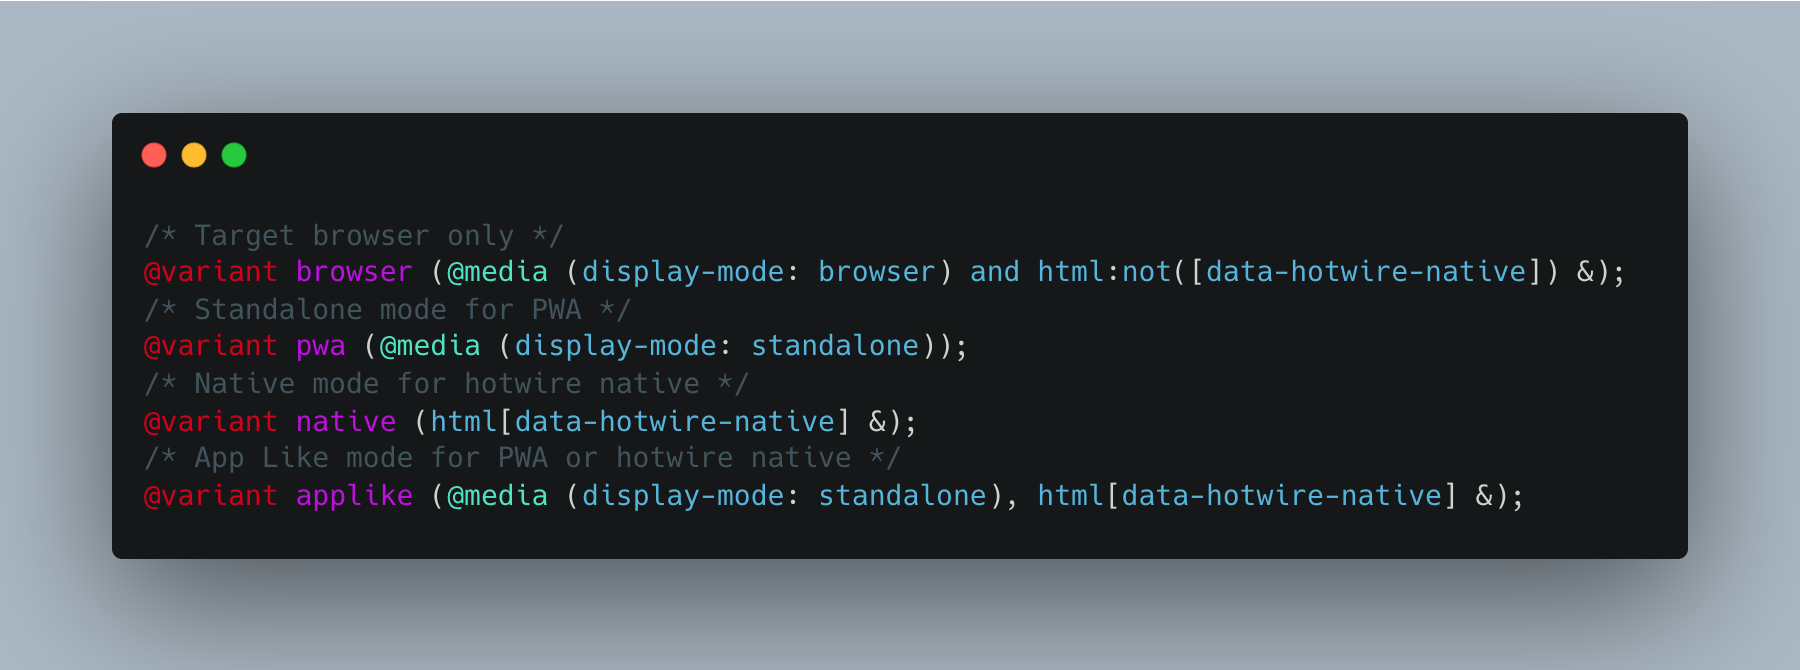 /* Target browser only */
@variant browser (@media (display-mode: browser) and html:not([data-hotwire-native]) &);
/* Standalone mode for PWA */
@variant pwa (@media (display-mode: standalone));
/* Native mode for hotwire native */
@variant native (html[data-hotwire-native] &);
/* App Like mode for PWA or hotwire native */
@variant applike (@media (display-mode: standalone), html[data-hotwire-native] &);